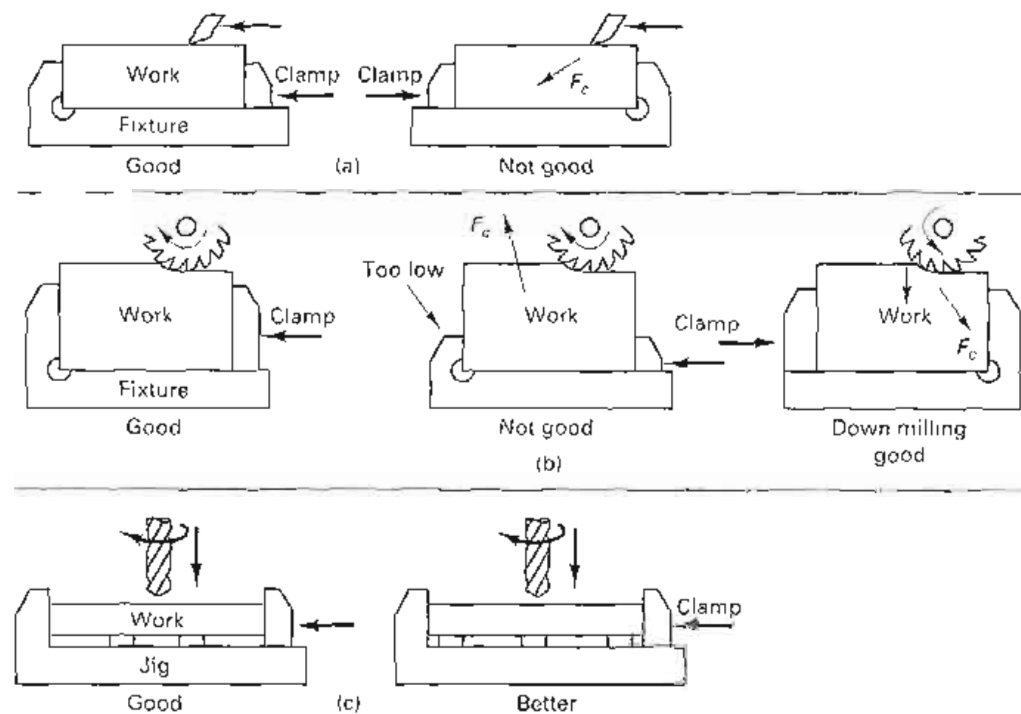 Work
Clamp
Clamp
F_c
Fixture
Good
(a)
Not good
F_c
Too low
Work
Clamp
Work
Clamp
Work
F_c
Fixture
Good
Not good
Down milling
good
(b)
Work
Clamp
Jig
Good
(c)
Better